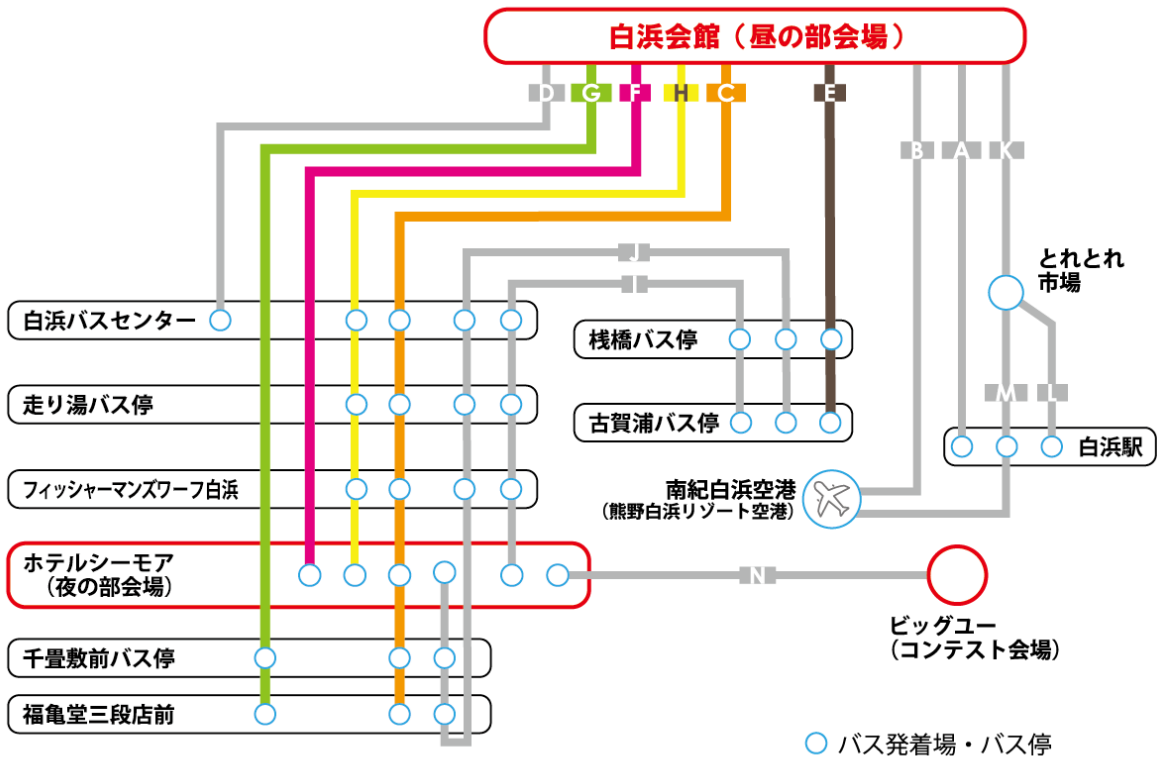 白浜会館（昼の部会場）
D G F H C E
B A K
J
とれとれ
市場
I
白浜バスセンター
桟橋バス停
M L
走り湯バス停
古賀浦バス停
白浜駅
フィッシャーマンズワーフ白浜
南紀白浜空港
（熊野白浜リゾート空港）
ホテルシーモア
（夜の部会場）
N
ビッグユー
（コンテスト会場）
千畳敷前バス停
福亀堂三段店前
バス発着場・バス停